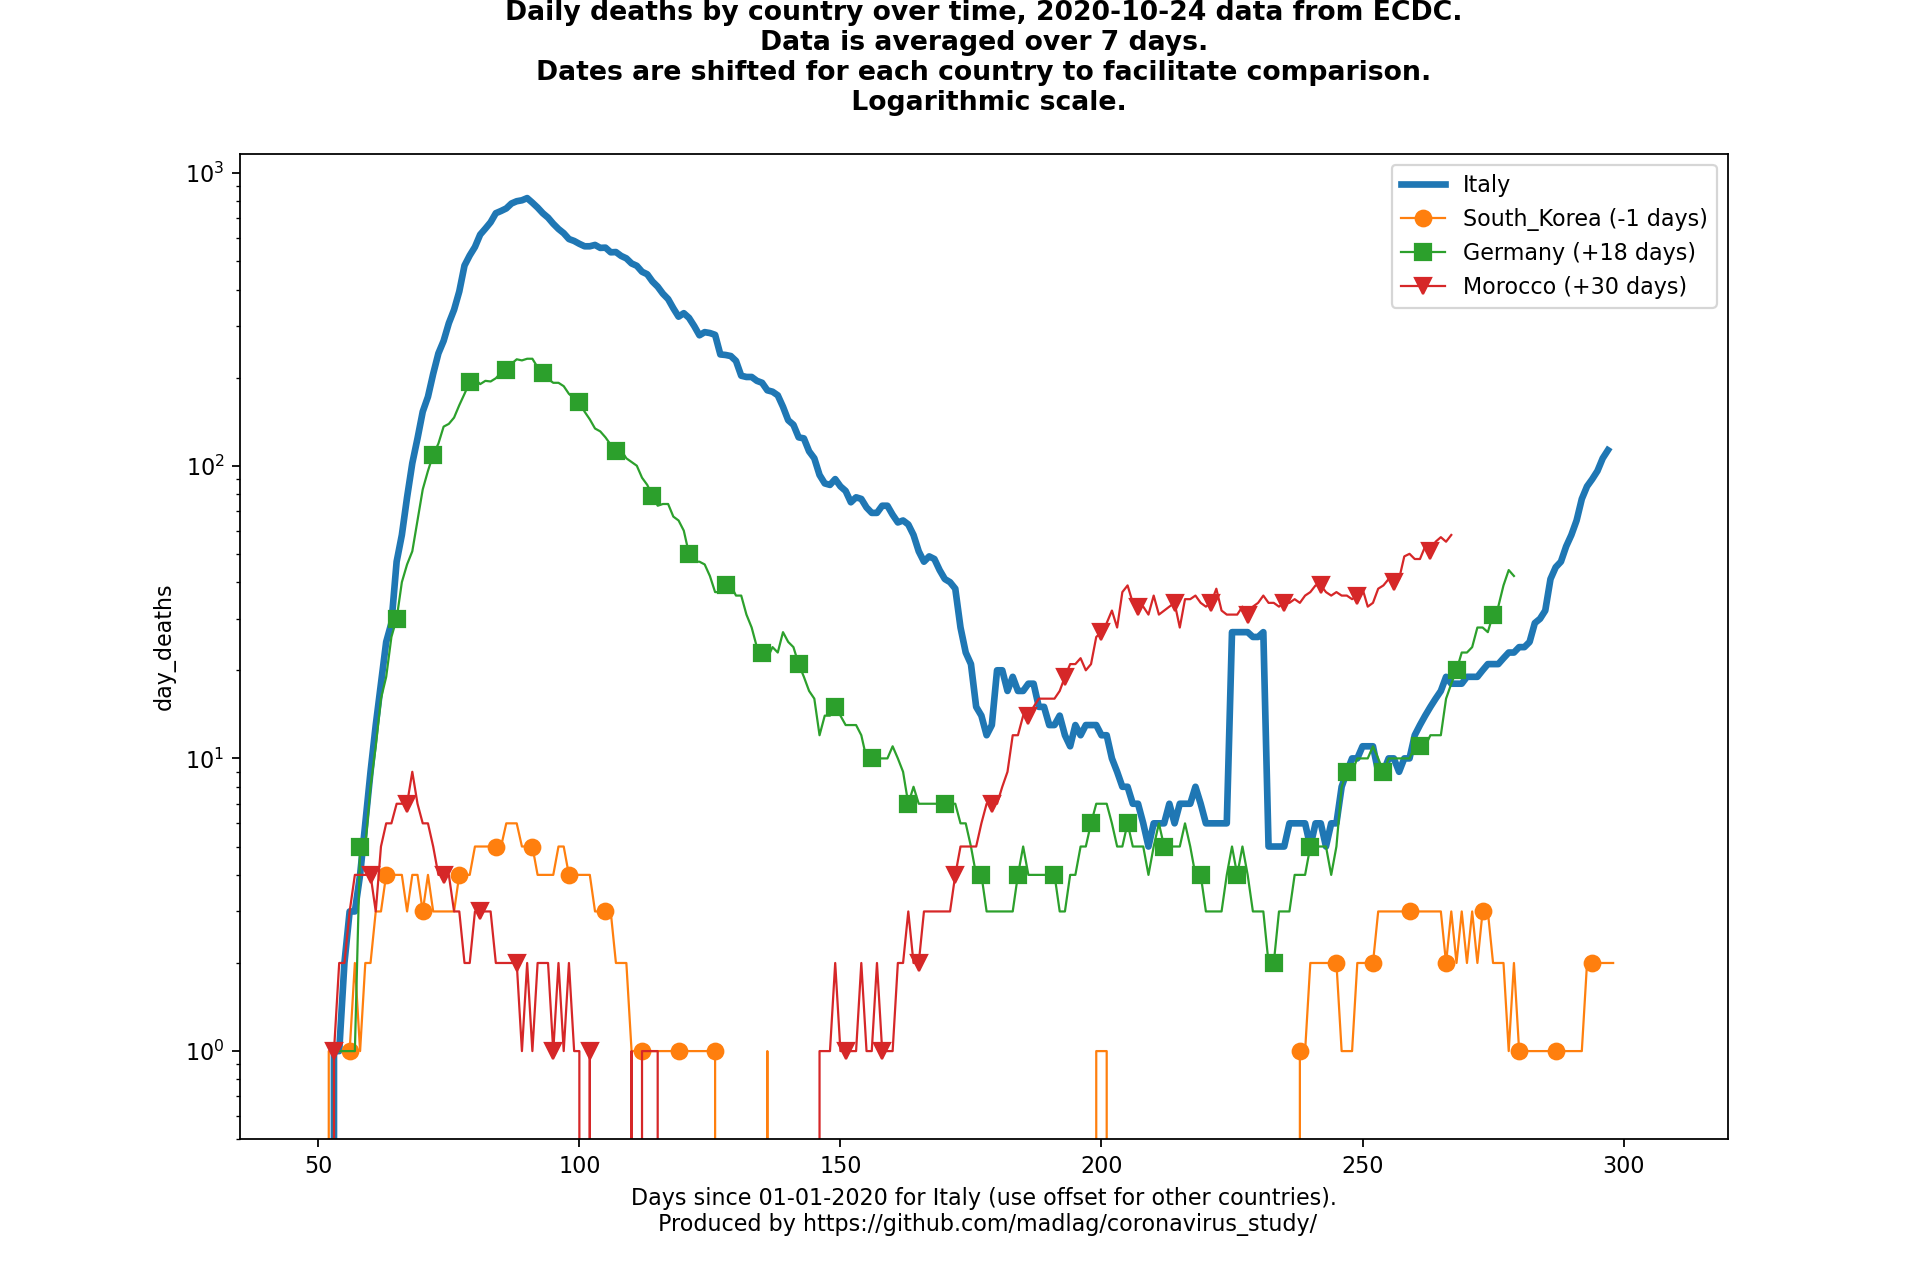 Daily deaths by country over time, 2020-10-24 data from ECDC.
Data is averaged over 7 days.
Dates are shifted for each country to facilitate comparison.
Logarithmic scale.
10³
10²
10¹
10⁰
day_deaths
Italy
South_Korea (-1 days)
Germany (+18 days)
Morocco (+30 days)
50 100 150 200 250 300
Days since 01-01-2020 for Italy (use offset for other countries).
Produced by https://github.com/madlag/coronavirus_study/